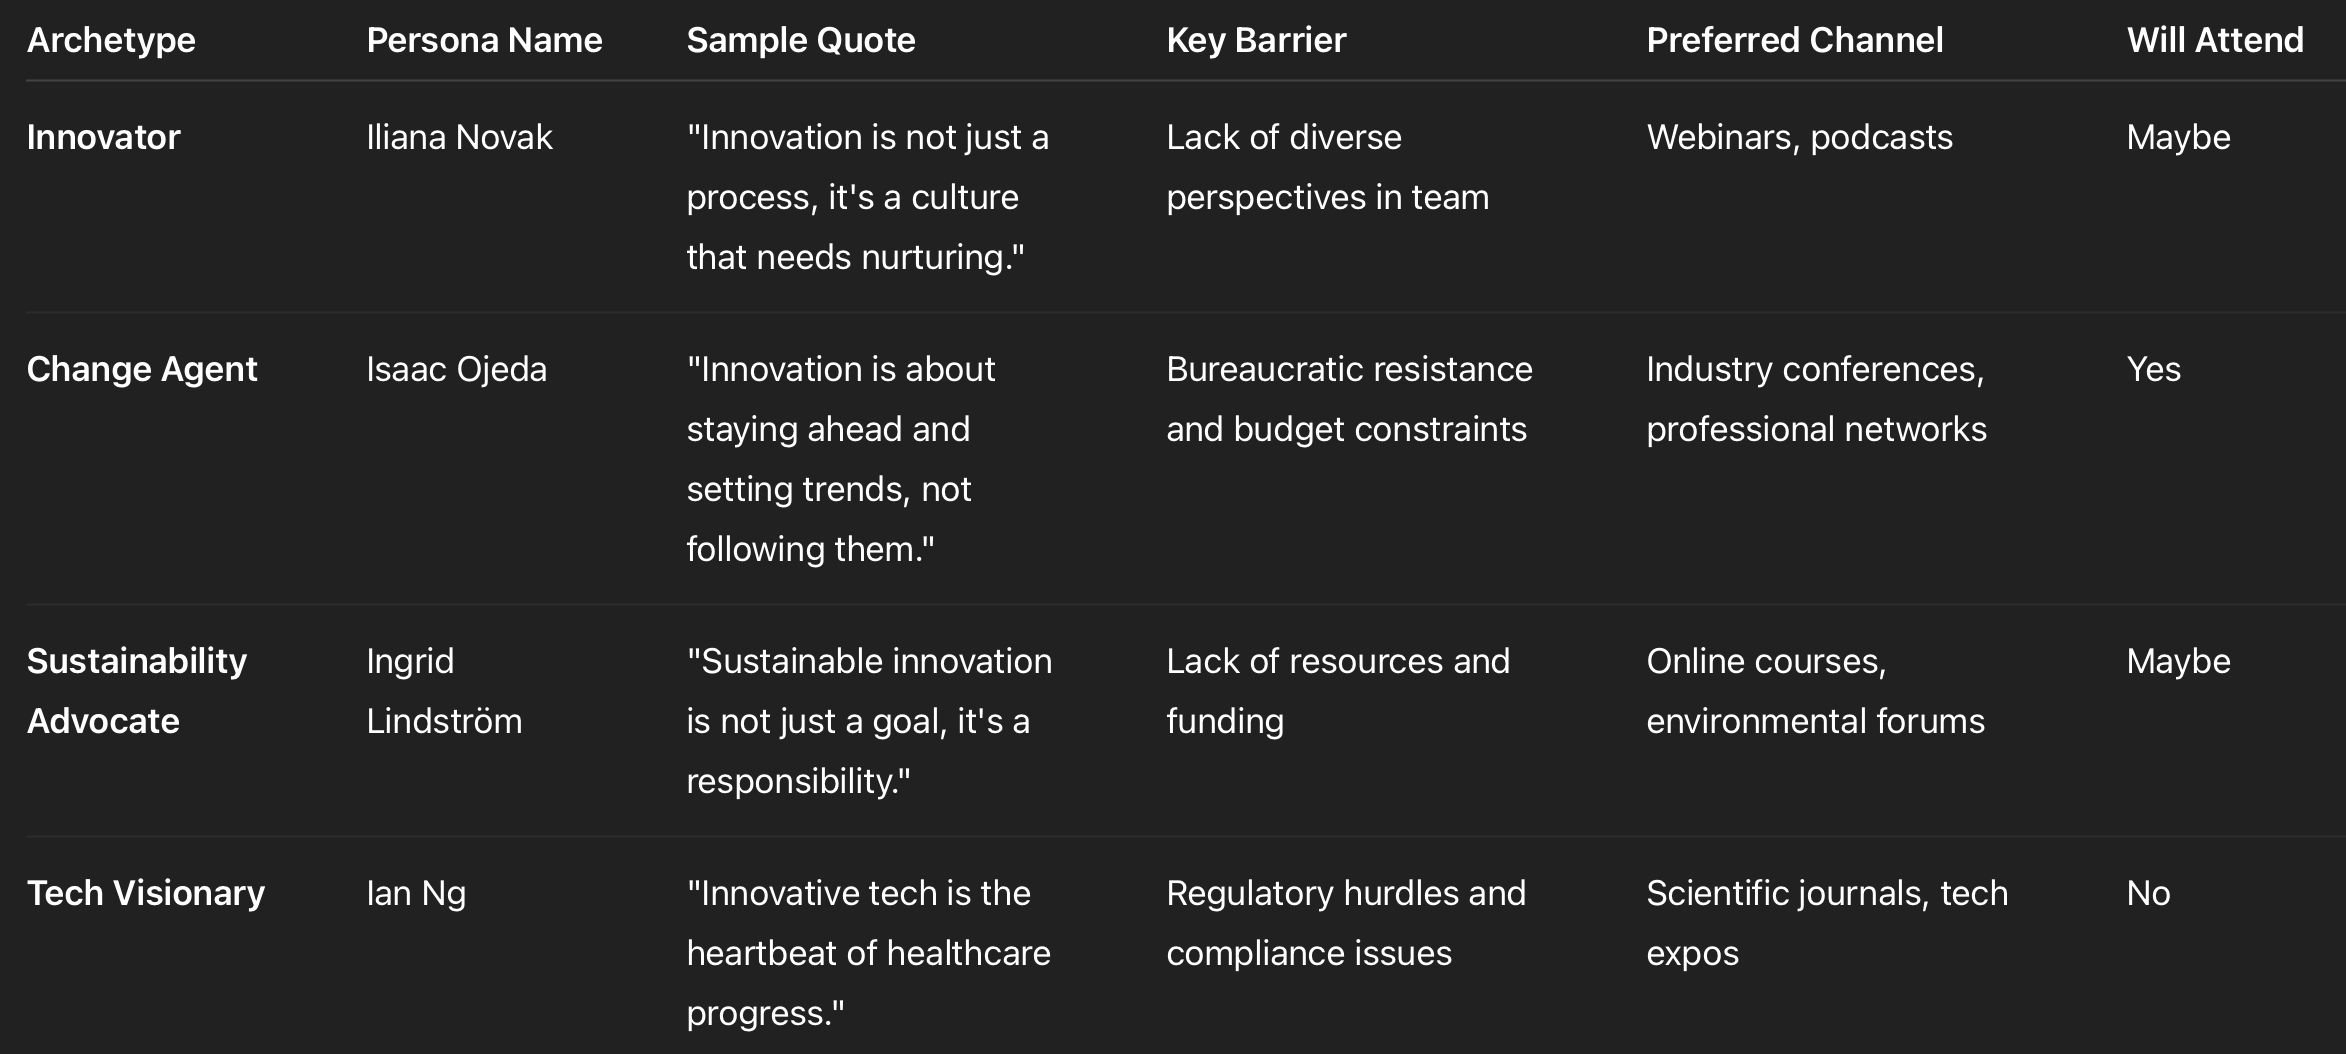 Archetype Persona Name Sample Quote Key Barrier Preferred Channel Will Attend
Innovator Iliana Novak "Innovation is not just a Lack of diverse Webinars, podcasts Maybe
process, it's a culture perspectives in team
that needs nurturing."
Change Agent Isaac Ojeda "Innovation is about Bureaucratic resistance Industry conferences, Yes
staying ahead and and budget constraints professional networks
setting trends, not
following them."
Sustainability Ingrid "Sustainable innovation Lack of resources and Online courses, Maybe
Advocate Lindström is not just a goal, it's a funding environmental forums
responsibility."
Tech Visionary Ian Ng "Innovative tech is the Regulatory hurdles and Scientific journals, tech No
heartbeat of healthcare compliance issues expos
progress."